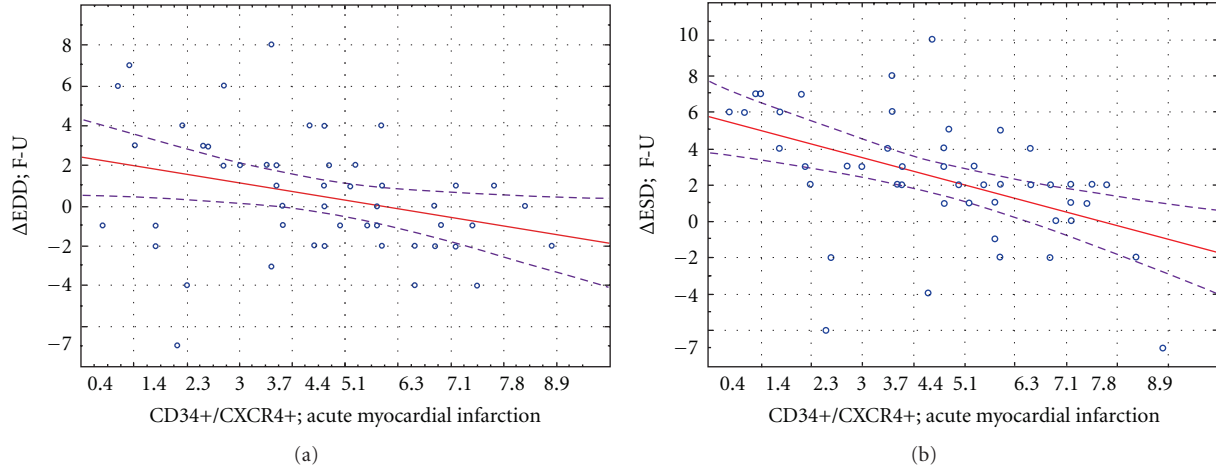 ΔEDD; F-U
8
6
4
2
0
−2
−4
−7
0.4 1.4 2.3 3 3.7 4.4 5.1 6.3 7.1 7.8 8.9
CD34+/CXCR4+; acute myocardial infarction
(a)
ΔESD; F-U
10
8
6
4
2
0
−2
−4
−7
0.4 1.4 2.3 3 3.7 4.4 5.1 6.3 7.1 7.8 8.9
CD34+/CXCR4+; acute myocardial infarction
(b)